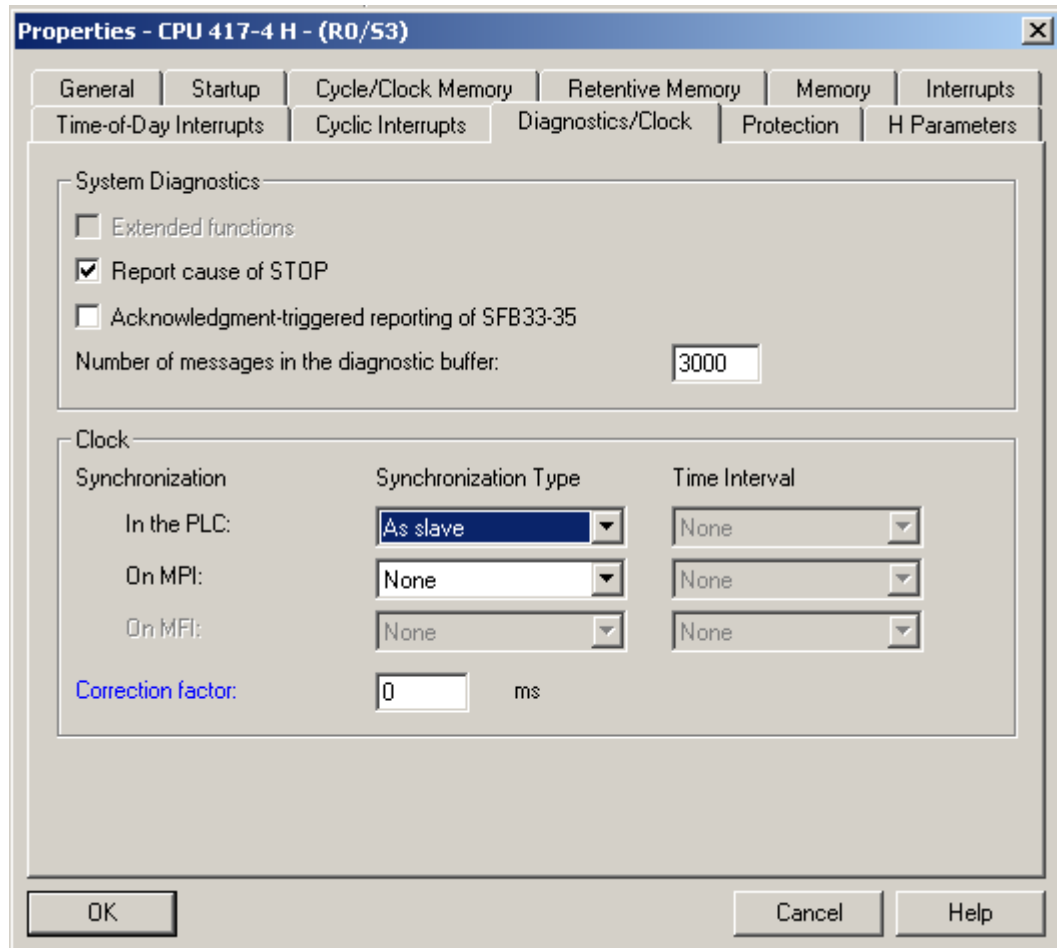 Properties - CPU 417-4 H - (R0/S3)
General Startup Cycle/Clock Memory Retentive Memory Memory Interrupts
Time-of-Day Interrupts Cyclic Interrupts Diagnostics/Clock Protection H Parameters
System Diagnostics
Extended functions
Report cause of STOP
Acknowledgment-triggered reporting of SFB33-35
Number of messages in the diagnostic buffer: 3000
Clock
Synchronization Synchronization Type Time Interval
In the PLC: As slave None
On MPI: None None
On MFI: None None
Correction factor: 0 ms
OK Cancel Help